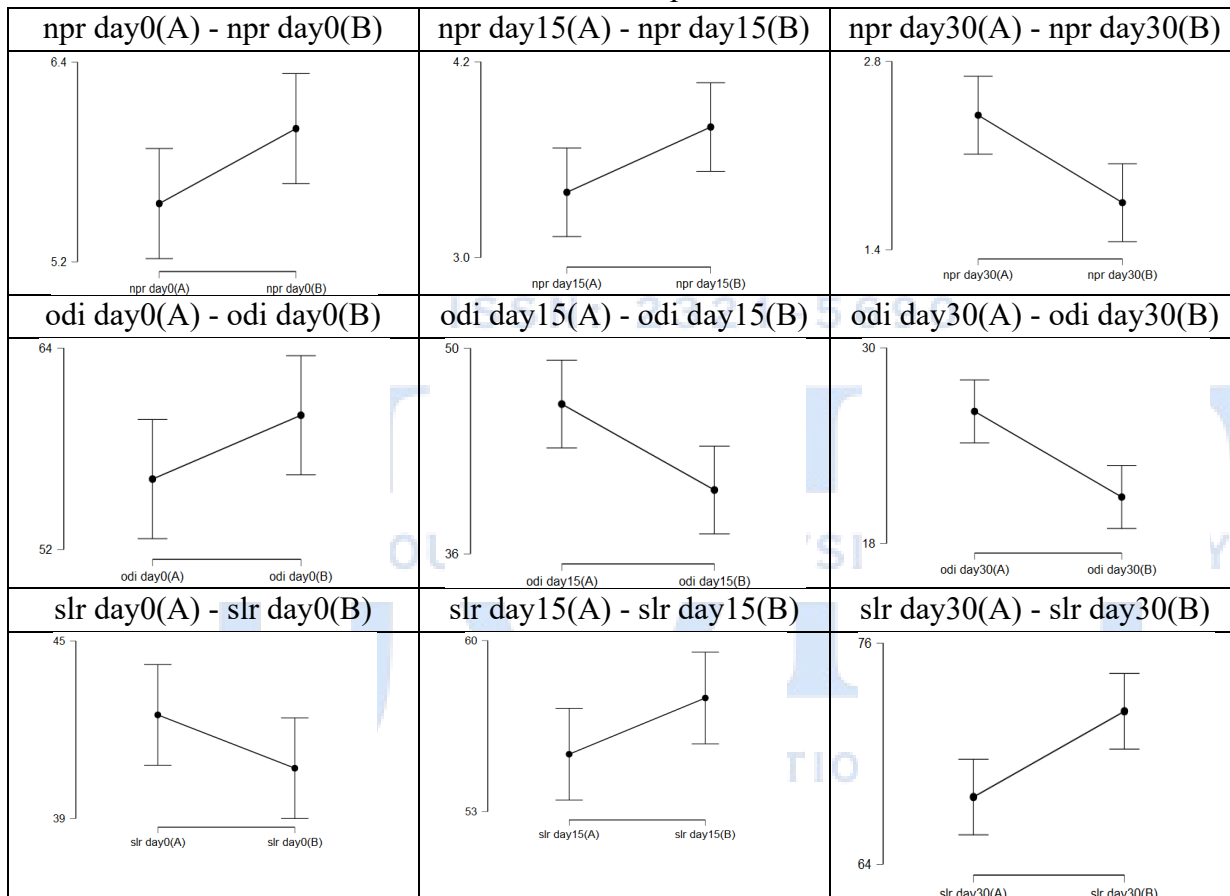 npr day0(A) - npr day0(B)
npr day15(A) - npr day15(B)
npr day30(A) - npr day30(B)
6.4
5.2
npr day0(A)
npr day0(B)
4.2
3.0
npr day15(A)
npr day15(B)
2.8
1.4
npr day30(A)
npr day30(B)
odi day0(A) - odi day0(B)
odi day15(A) - odi day15(B)
odi day30(A) - odi day30(B)
64
52
odi day0(A)
odi day0(B)
50
36
odi day15(A)
odi day15(B)
30
18
odi day30(A)
odi day30(B)
slr day0(A) - slr day0(B)
slr day15(A) - slr day15(B)
slr day30(A) - slr day30(B)
45
39
slr day0(A)
slr day0(B)
60
53
slr day15(A)
slr day15(B)
76
64
slr day30(A)
slr day30(B)